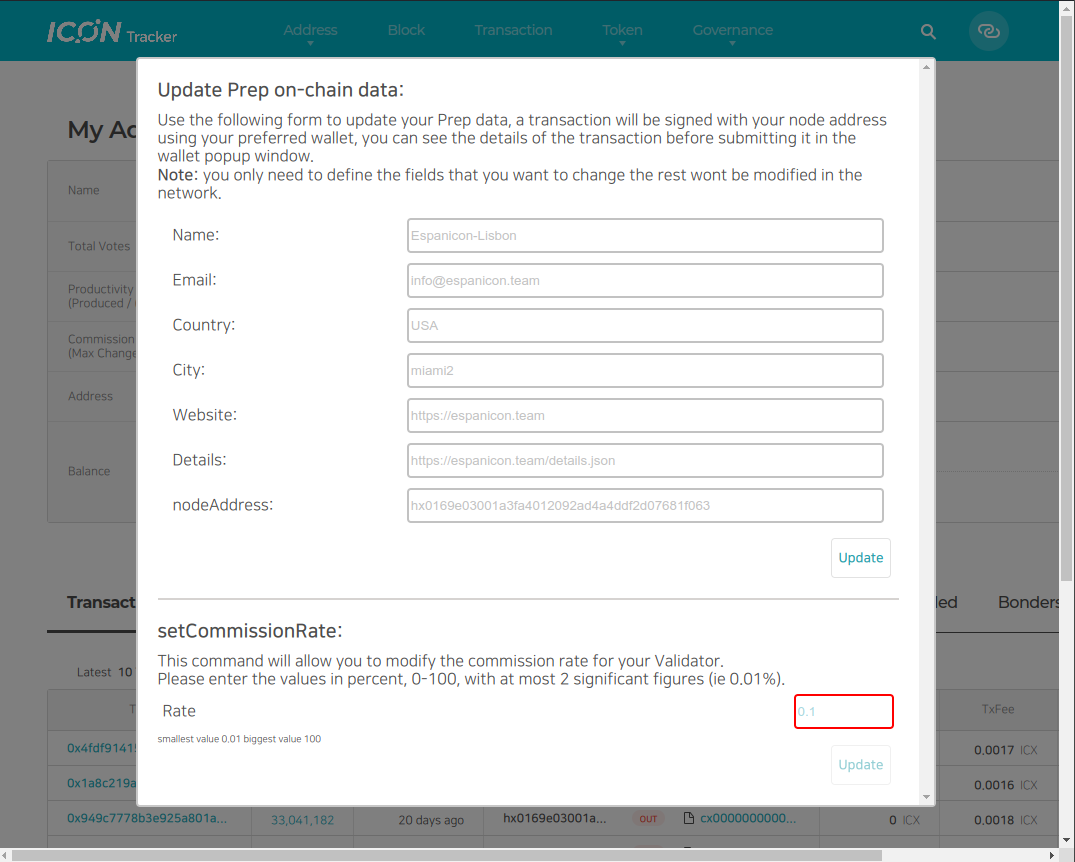 ICON Tracker
Address
Block
Transaction
Token
Governance
Update Prep on-chain data:
Use the following form to update your Prep data, a transaction will be signed with your node address
using your preferred wallet, you can see the details of the transaction before submitting it in the
wallet popup window.
Note: you only need to define the fields that you want to change the rest wont be modified in the
network.
My Ad
Name
Total Votes
Productivity
(Produced /
Commission
(Max Change
Address
Balance
Name:
Espanicon-Lisbon
Email:
info@espanicon.team
Country:
USA
City:
miami2
Website:
https://espanicon.team
Details:
https://espanicon.team/details.json
nodeAddress:
hx0169e03001a3fa4012092ad4a4ddf2d07681f063
Update
Transact
led
Bonders
setCommissionRate:
This command will allow you to modify the commission rate for your Validator.
Please enter the values in percent, 0-100, with at most 2 significant figures (ie 0.01%).
Latest 10
Rate
0.1
smallest value 0.01 biggest value 100
Update
T
TxFee
0x4fdf9141
0.0017 ICX
0x1a8c219a
0.0016 ICX
0x949c7778b3e925a801a...
33,041,182
20 days ago
hx0169e03001a...
OUT
cx0000000000...
0 ICX
0.0018 ICX